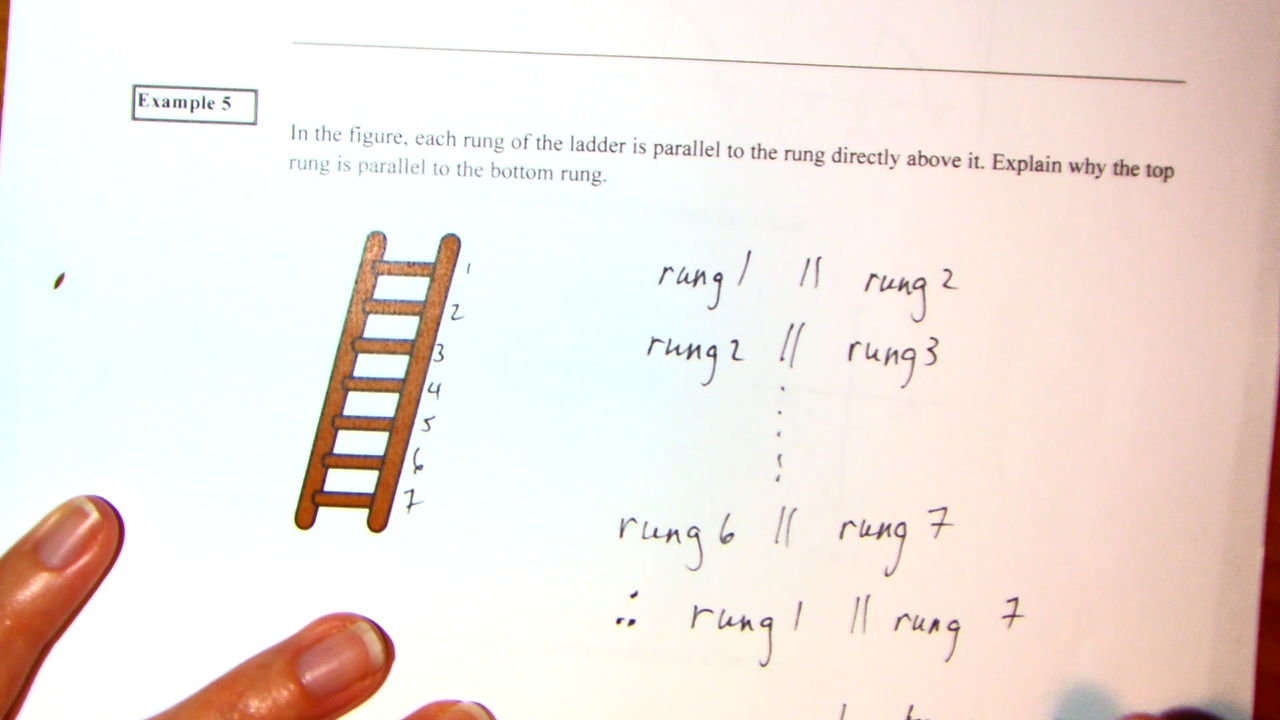 Example 5
In the figure, each rung of the ladder is parallel to the rung directly above it. Explain why the top
rung is parallel to the bottom rung.
1
2
3
4
5
6
7
rung 1 || rung 2
rung 2 || rung 3
rung 6 || rung 7
∴ rung 1 || rung 7